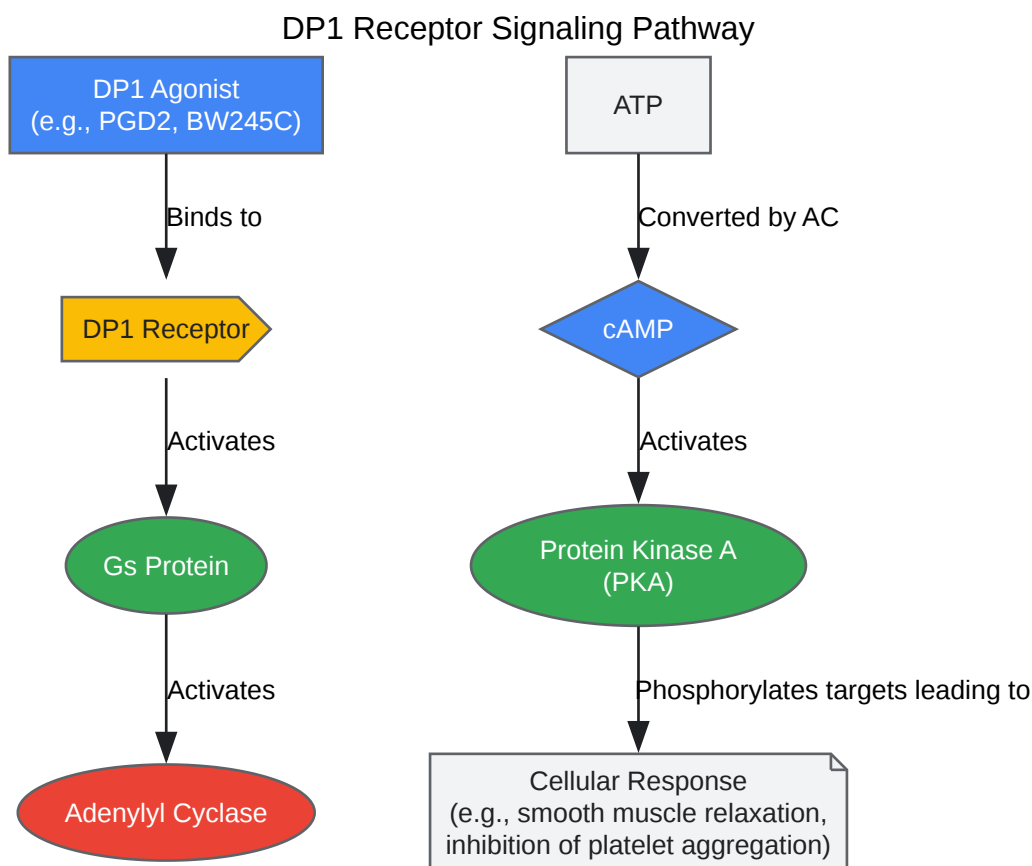 DP1 Receptor Signaling Pathway
DP1 Agonist
(e.g., PGD2, BW245C)
Binds to
DP1 Receptor
Activates
Gs Protein
Activates
Adenylyl Cyclase
ATP
Converted by AC
cAMP
Activates
Protein Kinase A
(PKA)
Phosphorylates targets leading to
Cellular Response
(e.g., smooth muscle relaxation,
inhibition of platelet aggregation)